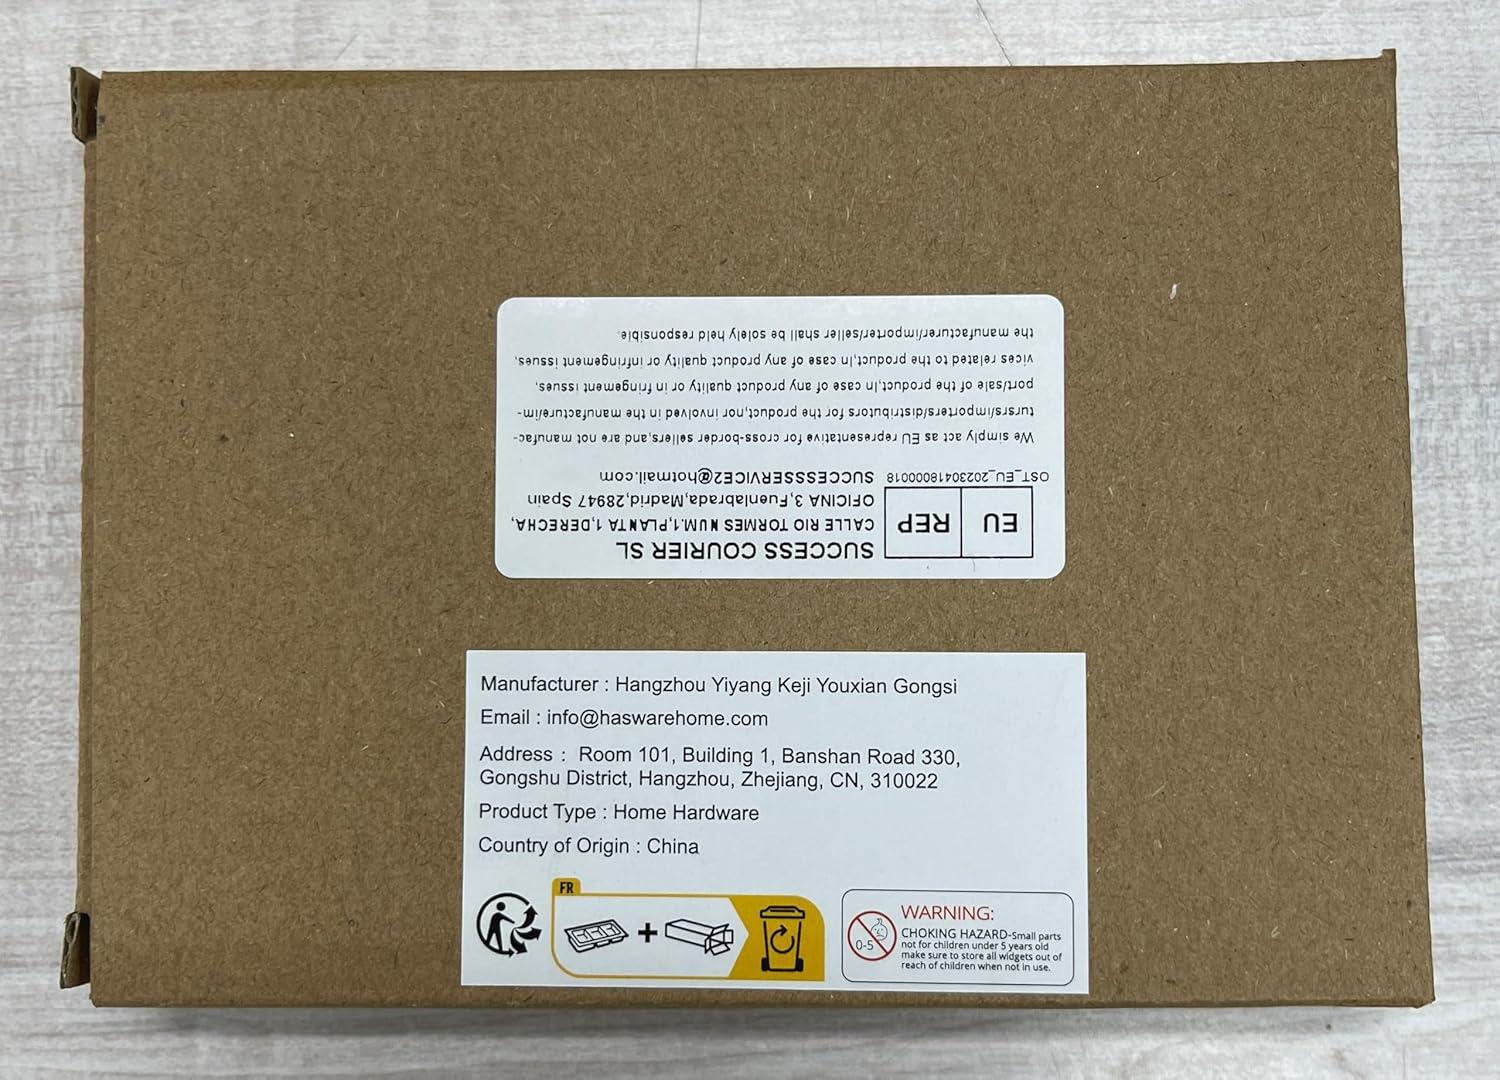 SUCCESS COURIER SL
CALLE RIO TORMES NUM.1,PLANTA 1,DERECHA,
OFICINA 3,Fuenlabrada,Madrid,28947 Spain
SUCCESSSERVICE2@hotmail.com
EU REP
OST_EU_20230418000018
We simply act as EU representative for cross-border sellers,and are not manufac-
tursrs/importers/distributors for the product,nor involved in the manufacture/im-
port/sale of the product,In case of any product quality or in fringement issues,
vices related to the product,In case of any product quality or infringement issues,
the manufacturer/importer/seller shall be solely held responsible.
Manufacturer : Hangzhou Yiyang Keji Youxian Gongsi
Email : info@haswarehome.com
Address : Room 101, Building 1, Banshan Road 330,
Gongshu District, Hangzhou, Zhejiang, CN, 310022
Product Type : Home Hardware
Country of Origin : China
FR
+
0-5
WARNING:
CHOKING HAZARD-Small parts
not for children under 5 years old
make sure to store all widgets out of
reach of children when not in use.